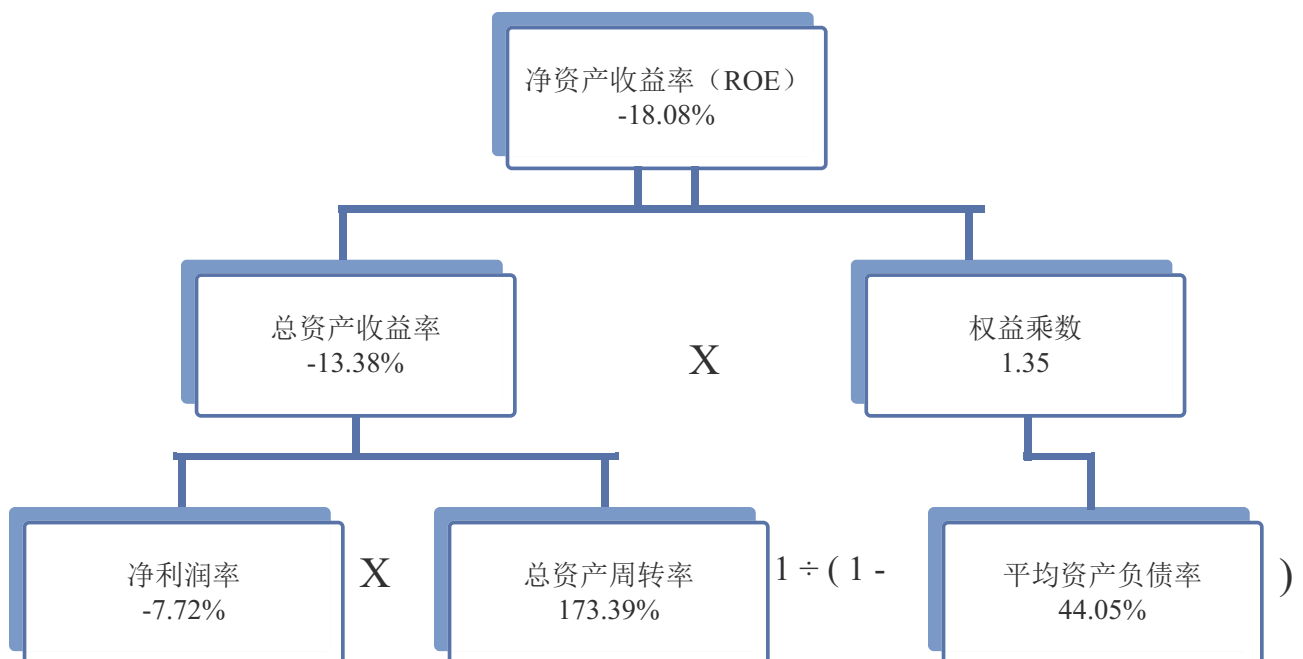 净资产收益率（ROE）
-18.08%
总资产收益率
-13.38%
X
权益乘数
1.35
净利润率
-7.72%
X
总资产周转率
173.39%
1 ÷ ( 1 -
平均资产负债率
44.05%
)